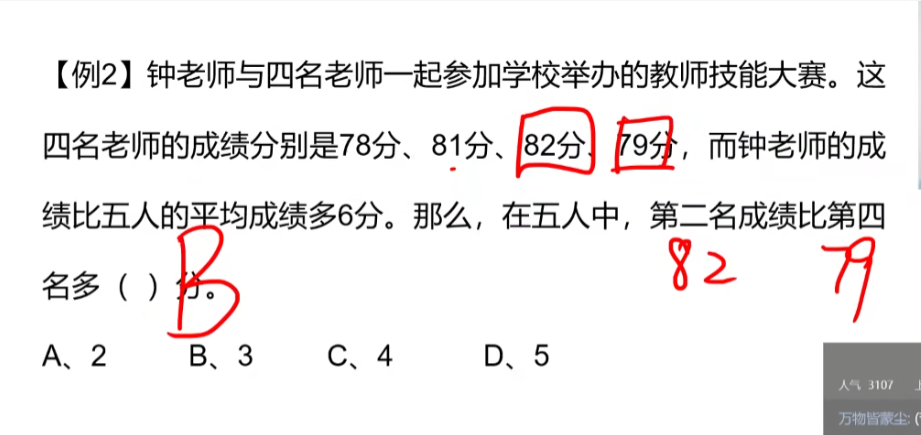 【例2】钟老师与四名老师一起参加学校举办的教师技能大赛。这
四名老师的成绩分别是78分、81分、82分、79分，而钟老师的成
绩比五人的平均成绩多6分。那么，在五人中，第二名成绩比第四
82 79
名多（ ）分。
B
A、2 B、3 C、4 D、5
人气 3107
万物皆蒙尘: